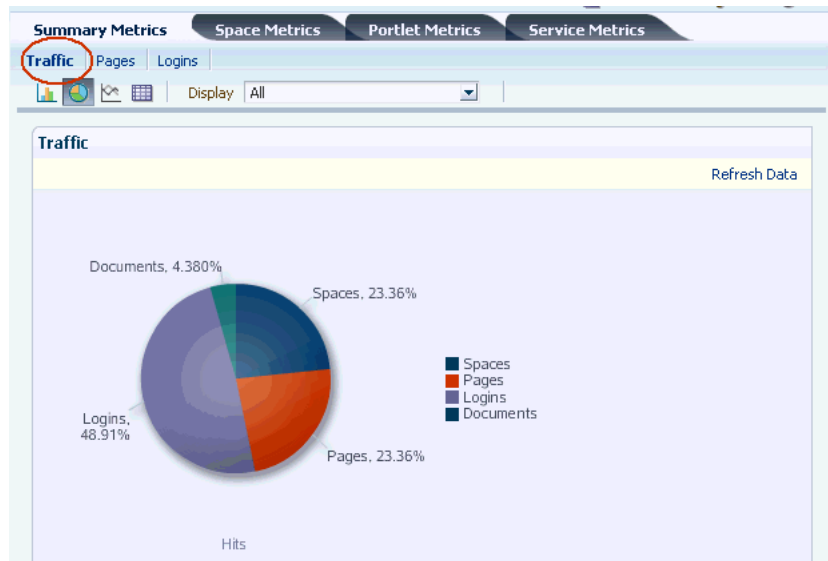 Summary Metrics Space Metrics Portlet Metrics Service Metrics
Traffic Pages Logins
Display All
Traffic
Refresh Data
Documents, 4.380%
Spaces, 23.36%
Spaces
Pages
Logins
Documents
Logins,
48.91%
Pages, 23.36%
Hits